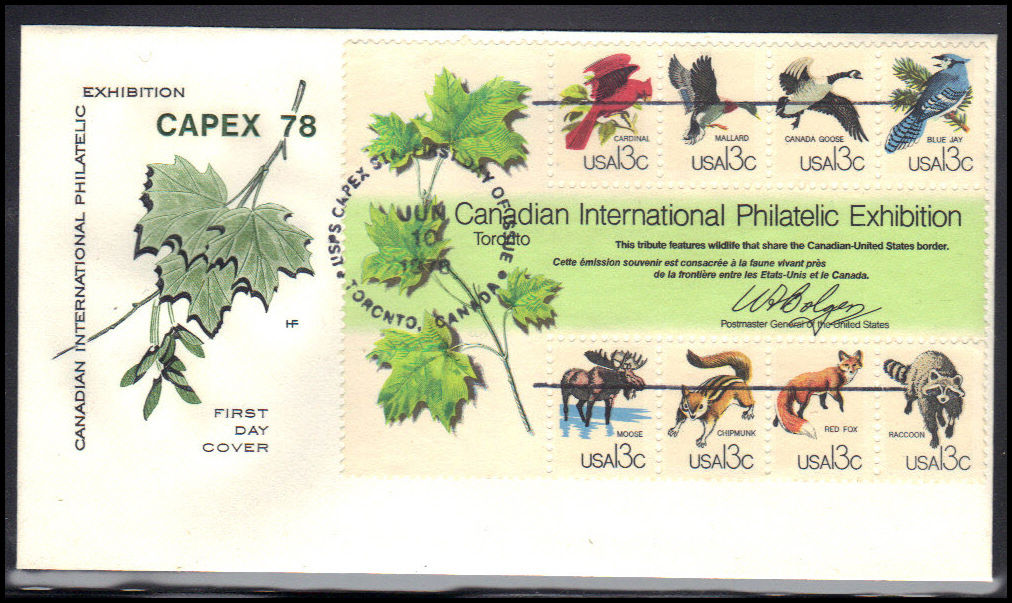 EXHIBITION
CAPEX 78
CANADIAN INTERNATIONAL PHILATELIC
HF
FIRST
DAY
COVER
USPS CAPEX STA. FIRST DAY OF ISSUE
JUN
10
1978
TORONTO, CANADA
CARDINAL
USA13c
MALLARD
USA13c
CANADA GOOSE
USA13c
BLUE JAY
USA13c
Canadian International Philatelic Exhibition
Toronto
This tribute features wildlife that share the Canadian-United States border.
Cette émission souvenir est consacrée à la faune vivant près
de la frontière entre les Etats-Unis et le Canada.
Postmaster General of the United States
MOOSE
USA13c
CHIPMUNK
USA13c
RED FOX
USA13c
RACCOON
USA13c